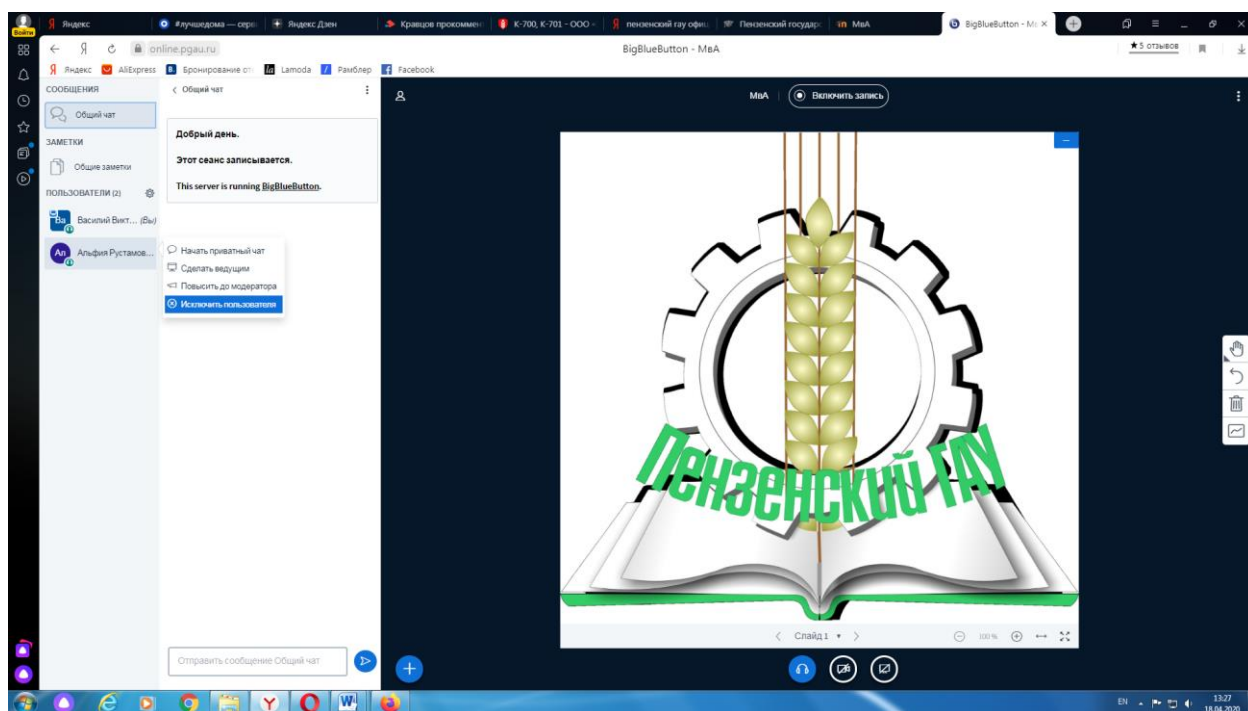 Войти
Яндекс
#лучшедома — серв
Яндекс Дзен
Кравцов прокоммен
К-700, К-701 - ООО -
пензенский гау офиц
Пензенский государс
МвА
BigBlueButton - Мв
online.pgau.ru
BigBlueButton - МвА
★5 отзывов
Яндекс
AliExpress
Бронирование от
Lamoda
Рамблер
Facebook
СООБЩЕНИЯ
Общий чат
ЗАМЕТКИ
Общие заметки
ПОЛЬЗОВАТЕЛИ (2)
Ва
Василий Викт... (Вы)
Ал
Альфия Рустамов...
Общий чат
Добрый день.
Этот сеанс записывается.
This server is running BigBlueButton.
Начать приватный чат
Сделать ведущим
Повысить до модератора
Исключить пользователя
Отправить сообщение Общий чат
МвА
Включить запись
Пензенский ГАУ
Слайд 1
100%
EN
13:27
18.04.2020